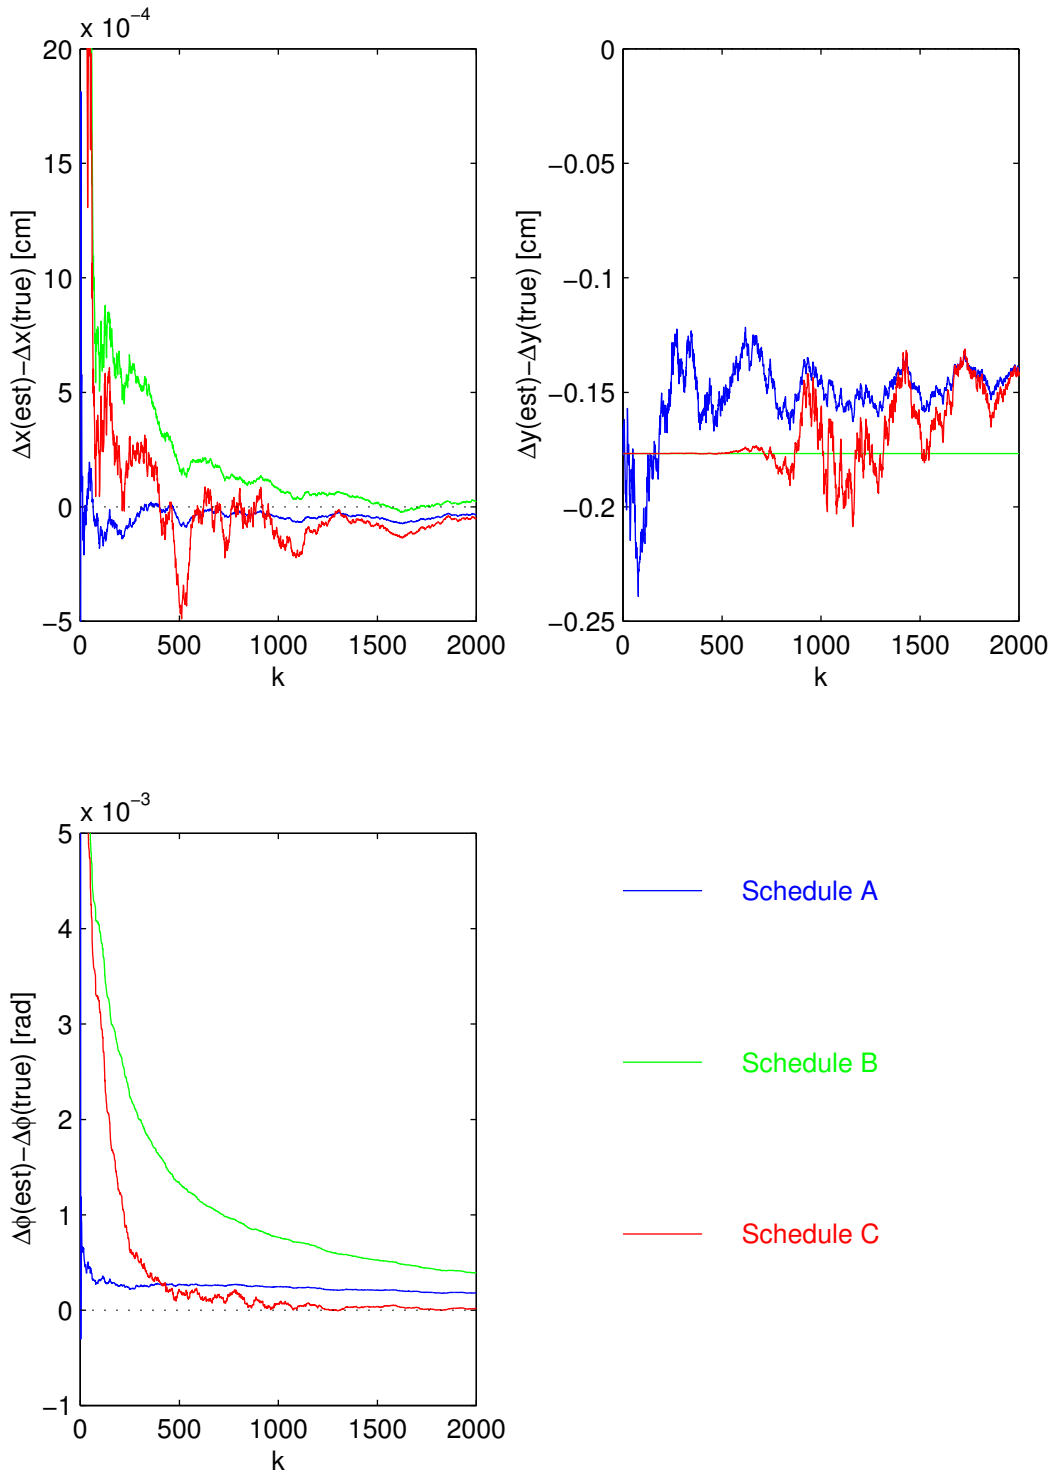 x 10−4
20
15
10
5
0
−5
0 500 1000 1500 2000
k
Δx(est)−Δx(true) [cm]
0
−0.05
−0.1
−0.15
−0.2
−0.25
0 500 1000 1500 2000
k
Δy(est)−Δy(true) [cm]
x 10−3
5
4
3
2
1
0
−1
0 500 1000 1500 2000
k
Δϕ(est)−Δϕ(true) [rad]
Schedule A
Schedule B
Schedule C